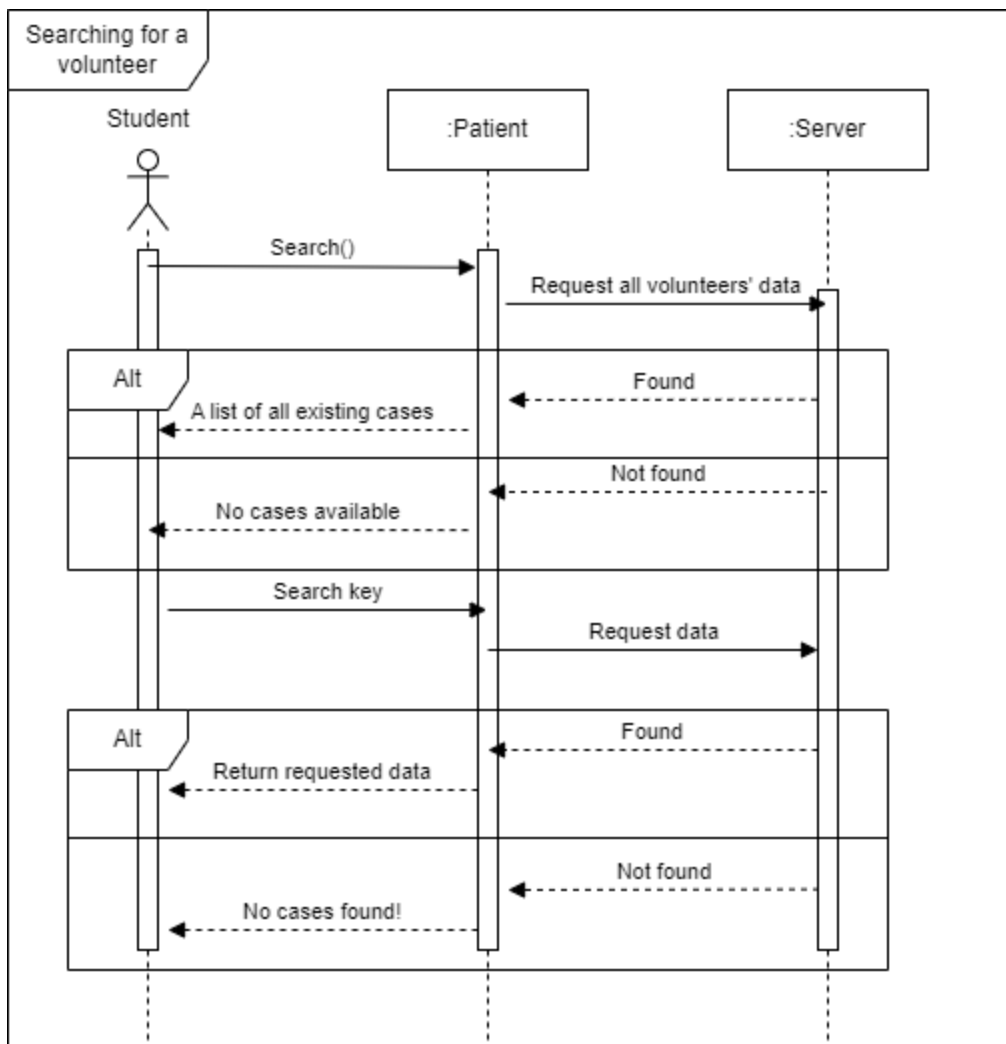 Searching for a
volunteer
Student
:Patient
:Server
Search()
Request all volunteers' data
Alt
Found
A list of all existing cases
Not found
No cases available
Search key
Request data
Alt
Found
Return requested data
Not found
No cases found!